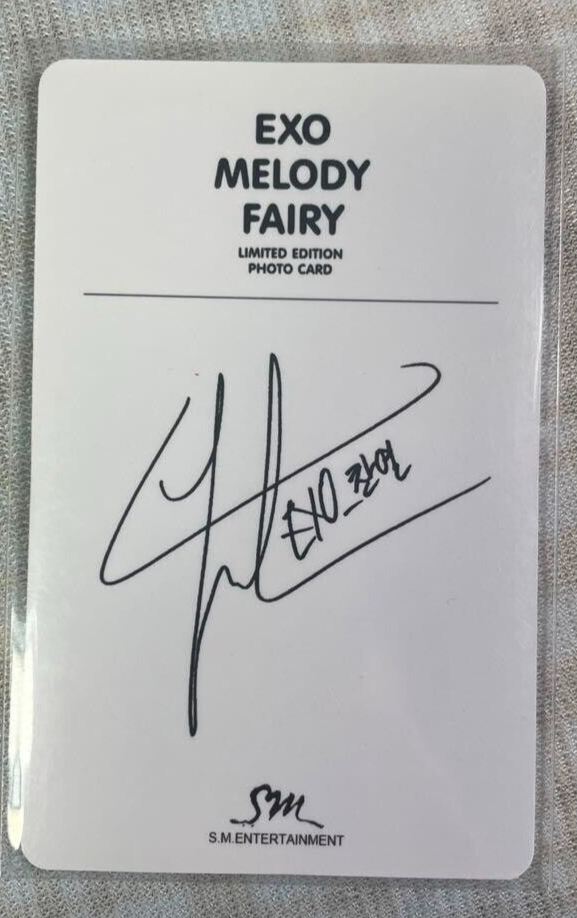 EXO
MELODY
FAIRY
LIMITED EDITION
PHOTO CARD
EXO_찬열
SM
S.M.ENTERTAINMENT